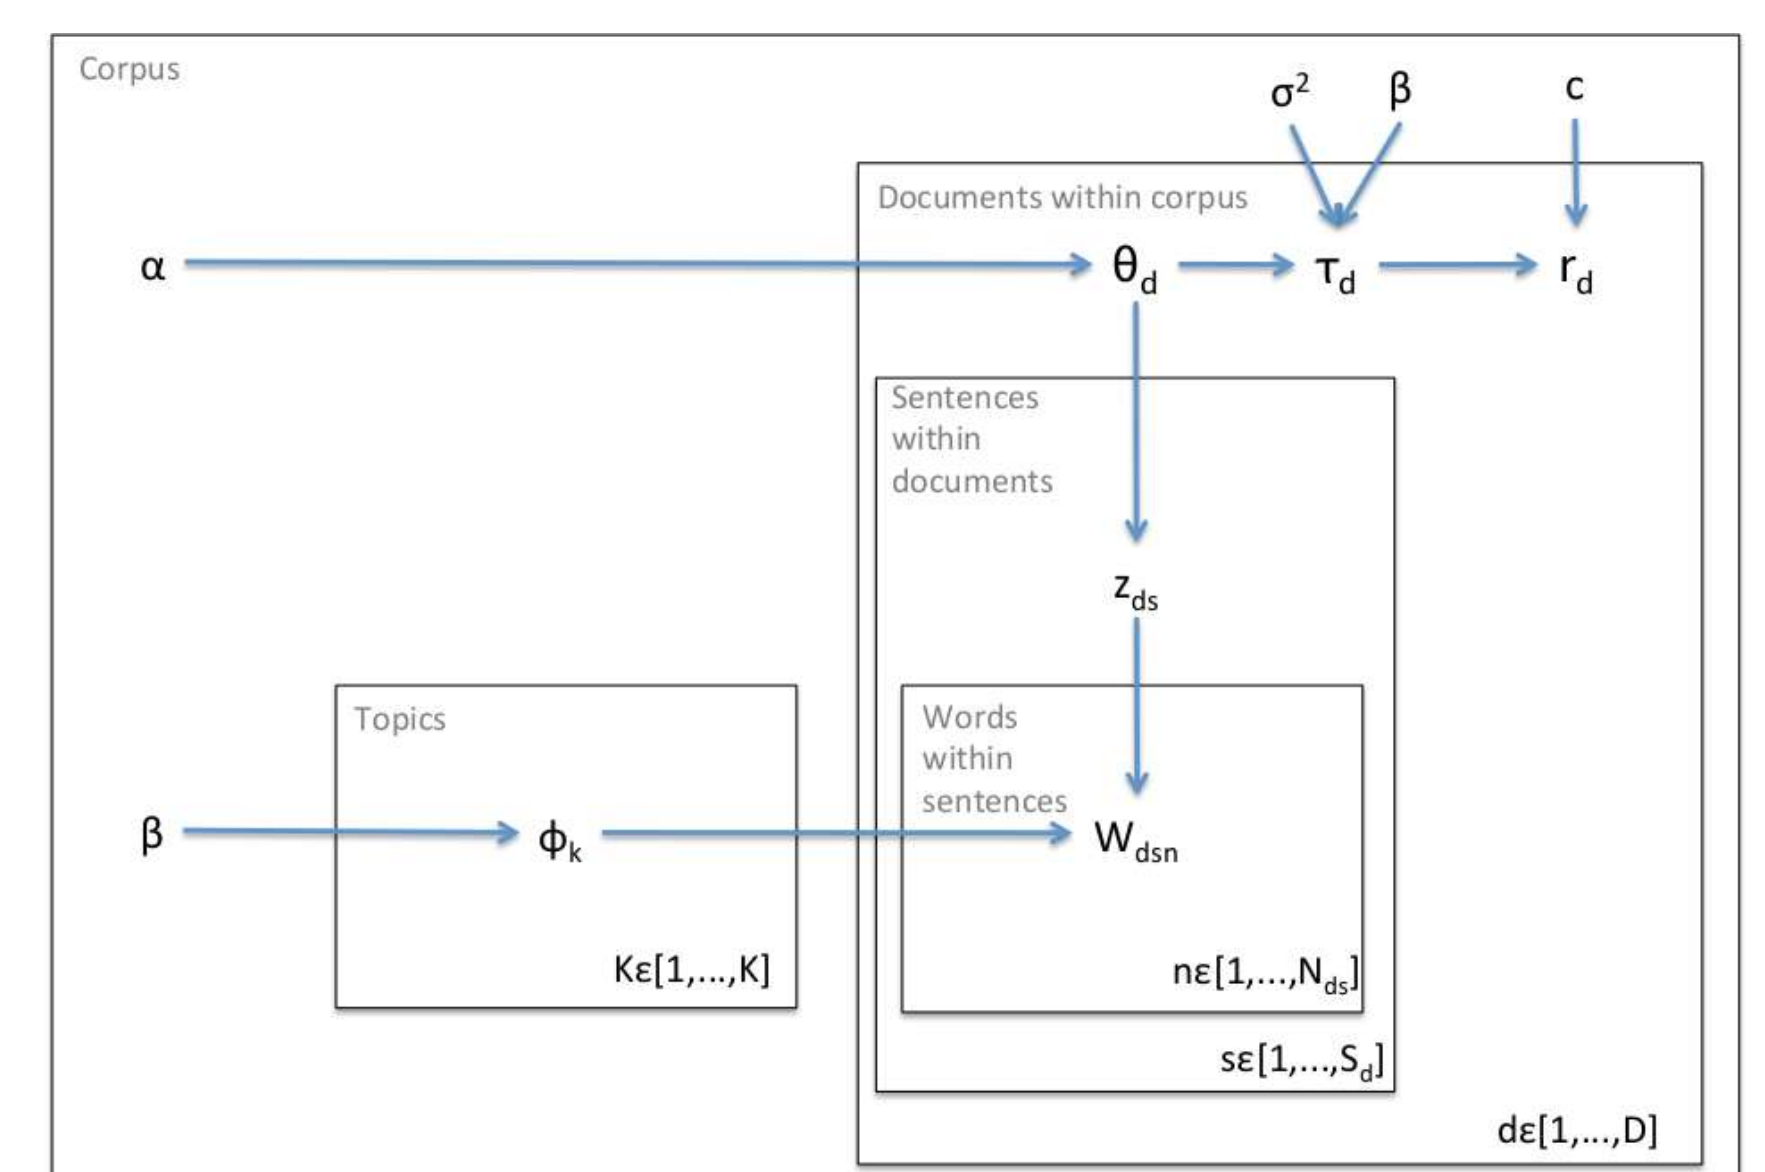 Corpus
σ² β c
Documents within corpus
α θd τd rd
Sentences
within
documents
zds
Topics
Words
within
sentences
β ϕk Wdsn
Kε[1,...,K]
nε[1,...,Nds]
sε[1,...,Sd]
dε[1,...,D]